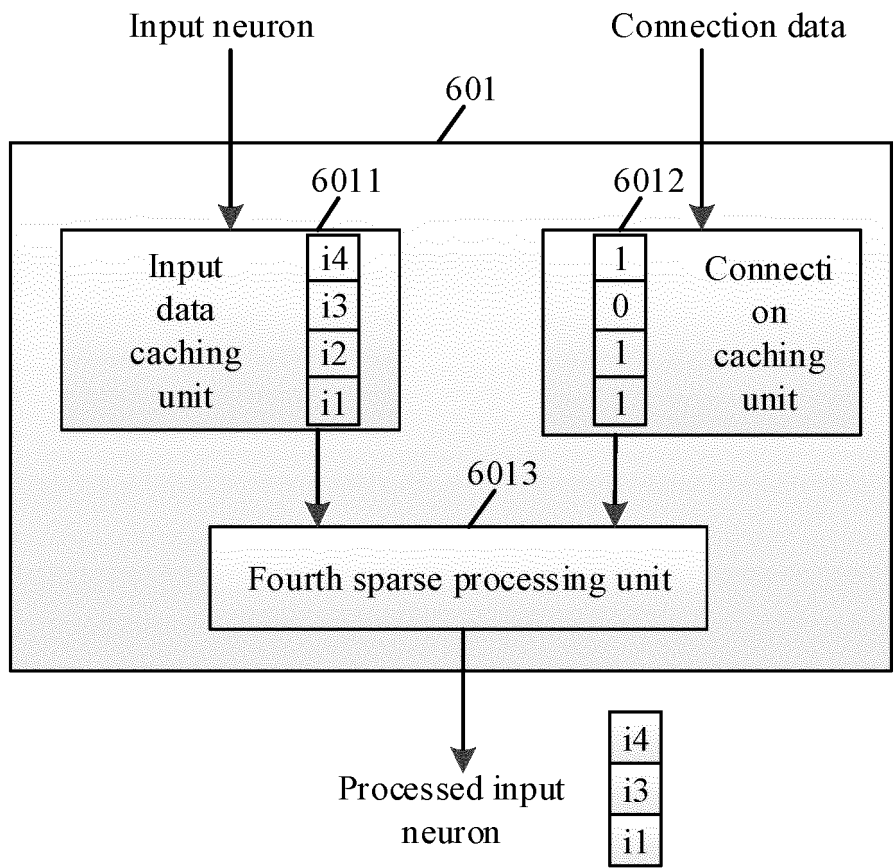 Input neuron
Connection data
601
6011
6012
Input
data
caching
unit
i4
i3
i2
i1
1
0
1
1
Connecti
on
caching
unit
6013
Fourth sparse processing unit
Processed input
neuron
i4
i3
i1